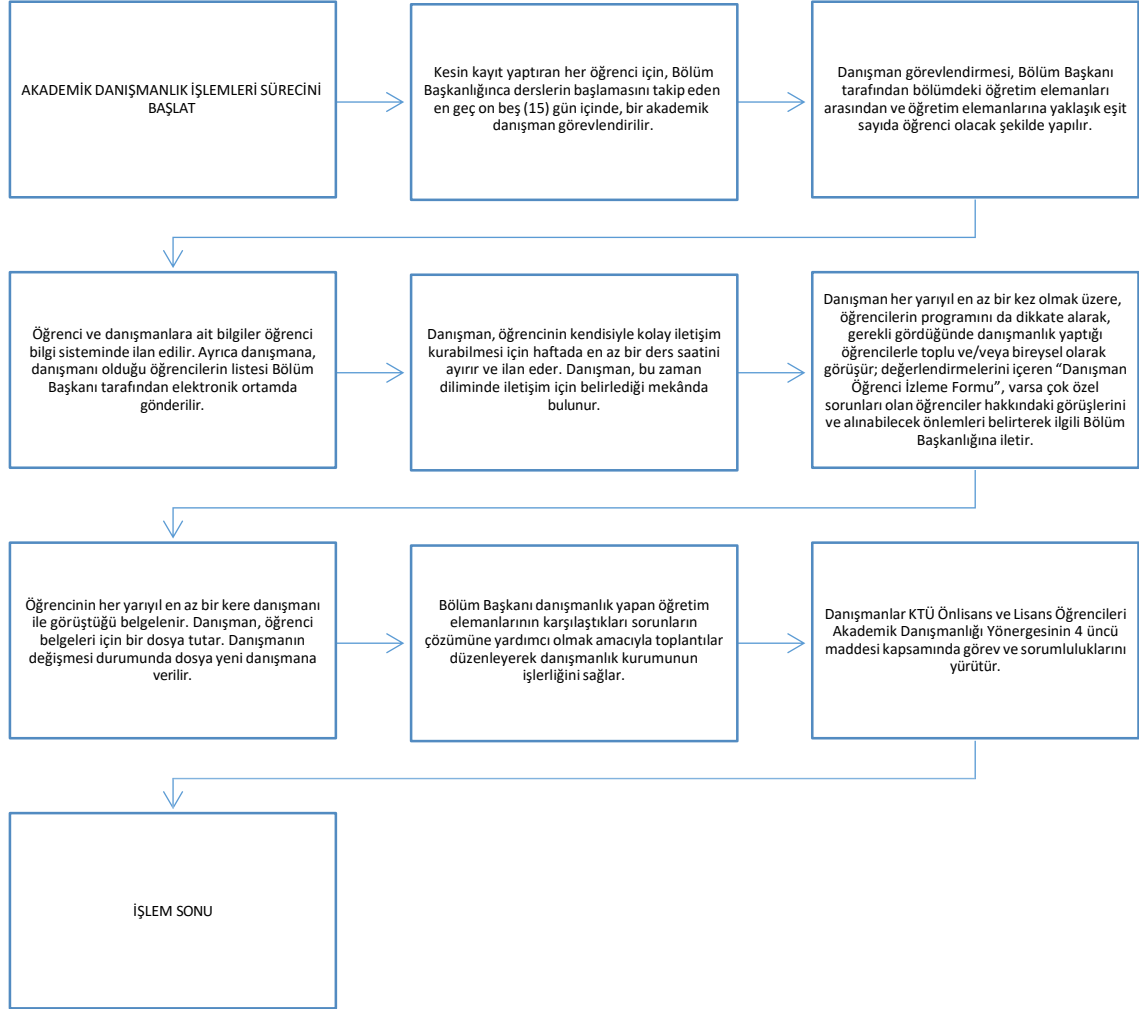 AKADEMİK DANIŞMANLIK İŞLEMLERİ SÜRECİNİ
BAŞLAT
Kesin kayıt yaptıran her öğrenci için, Bölüm
Başkanlığınca derslerin başlamasını takip eden
en geç on beş (15) gün içinde, bir akademik
danışman görevlendirilir.
Danışman görevlendirmesi, Bölüm Başkanı
tarafından bölümdeki öğretim elemanları
arasından ve öğretim elemanlarına yaklaşık eşit
sayıda öğrenci olacak şekilde yapılır.
Öğrenci ve danışmanlara ait bilgiler öğrenci
bilgi sisteminde ilan edilir. Ayrıca danışmana,
danışmanı olduğu öğrencilerin listesi Bölüm
Başkanı tarafından elektronik ortamda
gönderilir.
Danışman, öğrencinin kendisiyle kolay iletişim
kurabilmesi için haftada en az bir ders saatini
ayırır ve ilan eder. Danışman, bu zaman
diliminde iletişim için belirlediği mekânda
bulunur.
Danışman her yarıyıl en az bir kez olmak üzere,
öğrencilerin programını da dikkate alarak,
gerekli gördüğünde danışmanlık yaptığı
öğrencilerle toplu ve/veya bireysel olarak
görüşür; değerlendirmelerini içeren “Danışman
Öğrenci İzleme Formu”, varsa çok özel
sorunları olan öğrenciler hakkındaki görüşlerini
ve alınabilecek önlemleri belirterek ilgili Bölüm
Başkanlığına iletir.
Öğrencinin her yarıyıl en az bir kere danışmanı
ile görüştüğü belgelenir. Danışman, öğrenci
belgeleri için bir dosya tutar. Danışmanın
değişmesi durumunda dosya yeni danışmana
verilir.
Bölüm Başkanı danışmanlık yapan öğretim
elemanlarının karşılaştıkları sorunların
çözümüne yardımcı olmak amacıyla toplantılar
düzenleyerek danışmanlık kurumunun
işlerliğini sağlar.
Danışmanlar KTÜ Önlisans ve Lisans Öğrencileri
Akademik Danışmanlığı Yönergesinin 4 üncü
maddesi kapsamında görev ve sorumluluklarını
yürütür.
İŞLEM SONU